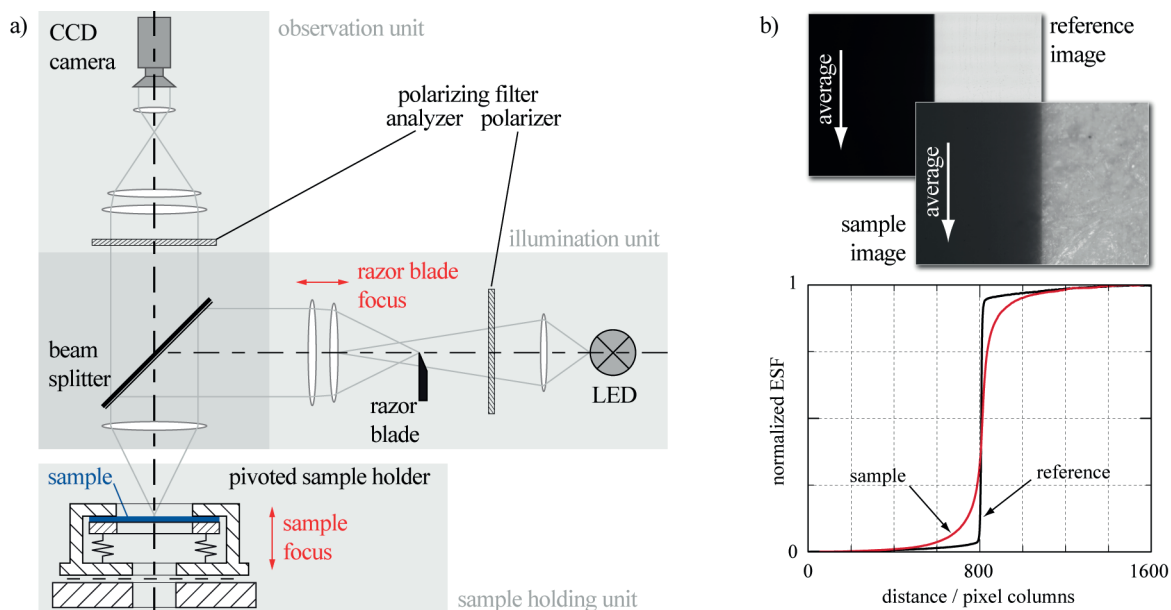 a)
CCD
camera
observation unit
polarizing filter
analyzer
polarizer
illumination unit
razor blade
focus
beam
splitter
razor
blade
LED
sample
pivoted sample holder
sample
focus
sample holding unit
b)
reference
image
average
average
sample
image
1
normalized ESF
sample
reference
0
0
800
1600
distance / pixel columns